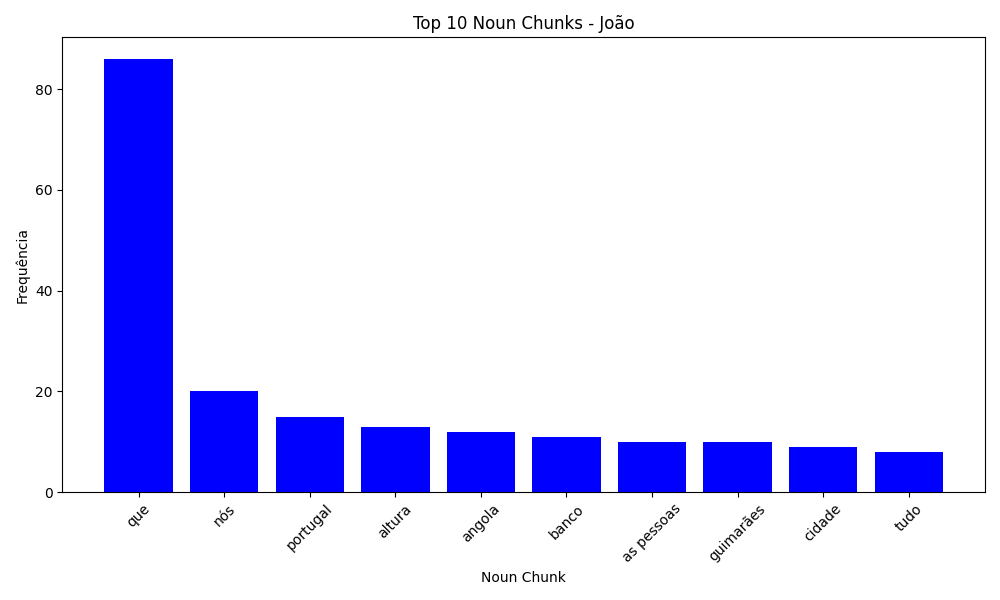 Top 10 Noun Chunks - João
Frequência
80
60
40
20
0
que
nós
portugal
altura
angola
banco
as pessoas
guimarães
cidade
tudo
Noun Chunk